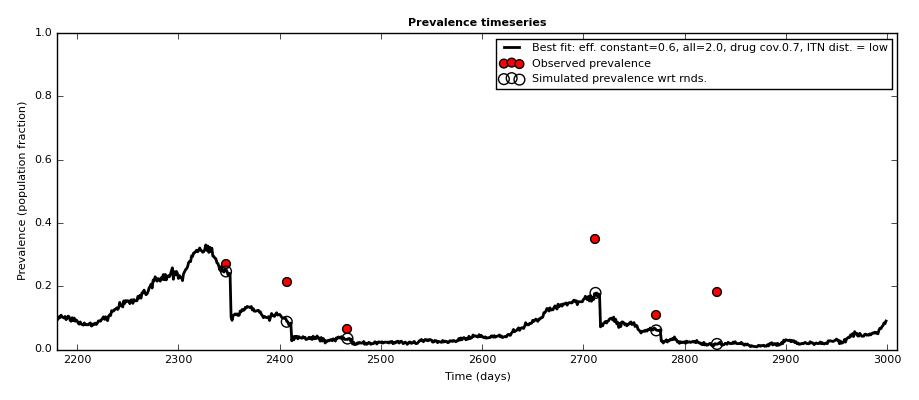 Prevalence timeseries
1.0
Best fit: eff. constant=0.6, all=2.0, drug cov.0.7, ITN dist. = low
Observed prevalence
Simulated prevalence wrt rnds.
0.8
0.6
Prevalence (population fraction)
0.4
0.2
0.0
2200 2300 2400 2500 2600 2700 2800 2900 3000
Time (days)